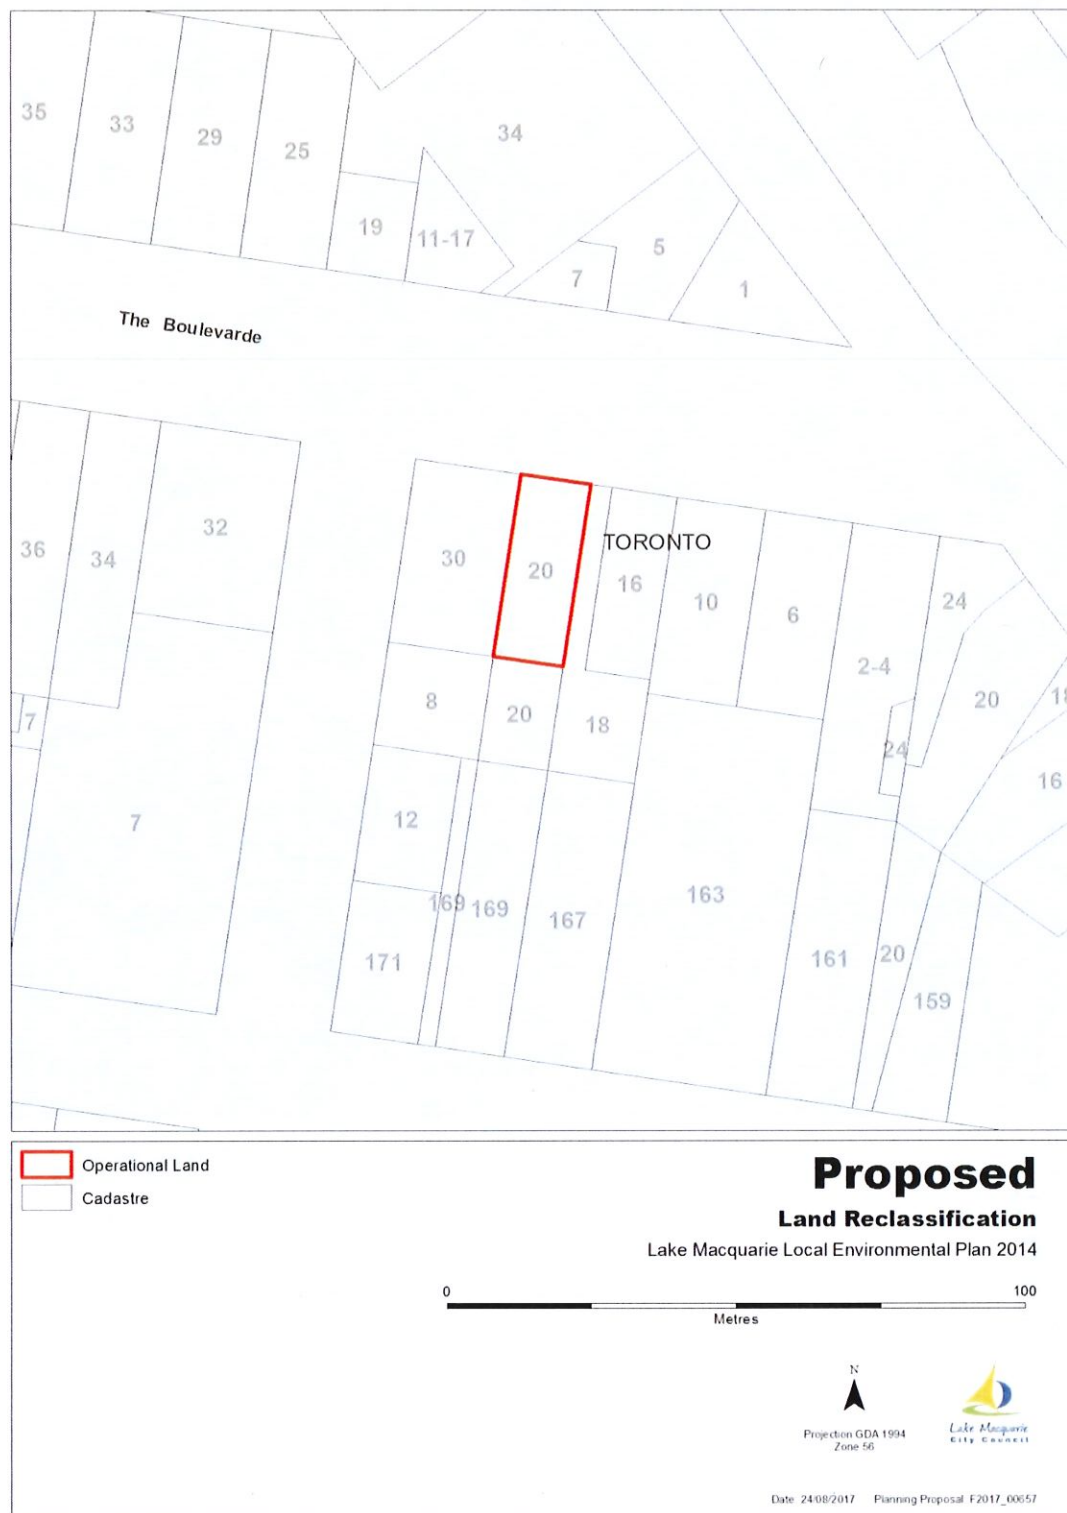 35
33
29
25
34
19
11-17
5
7
1
The Boulevarde
32
36
34
30
20
TORONTO
16
10
6
24
2-4
20
18
7
8
20
18
24
16
12
7
169
169
167
163
171
161
20
159
Operational Land
Cadastre
Proposed
Land Reclassification
Lake Macquarie Local Environmental Plan 2014
0
100
Metres
N
Projection GDA 1994
Zone 56
Lake Macquarie
City Council
Date 24/08/2017 Planning Proposal F2017_00657